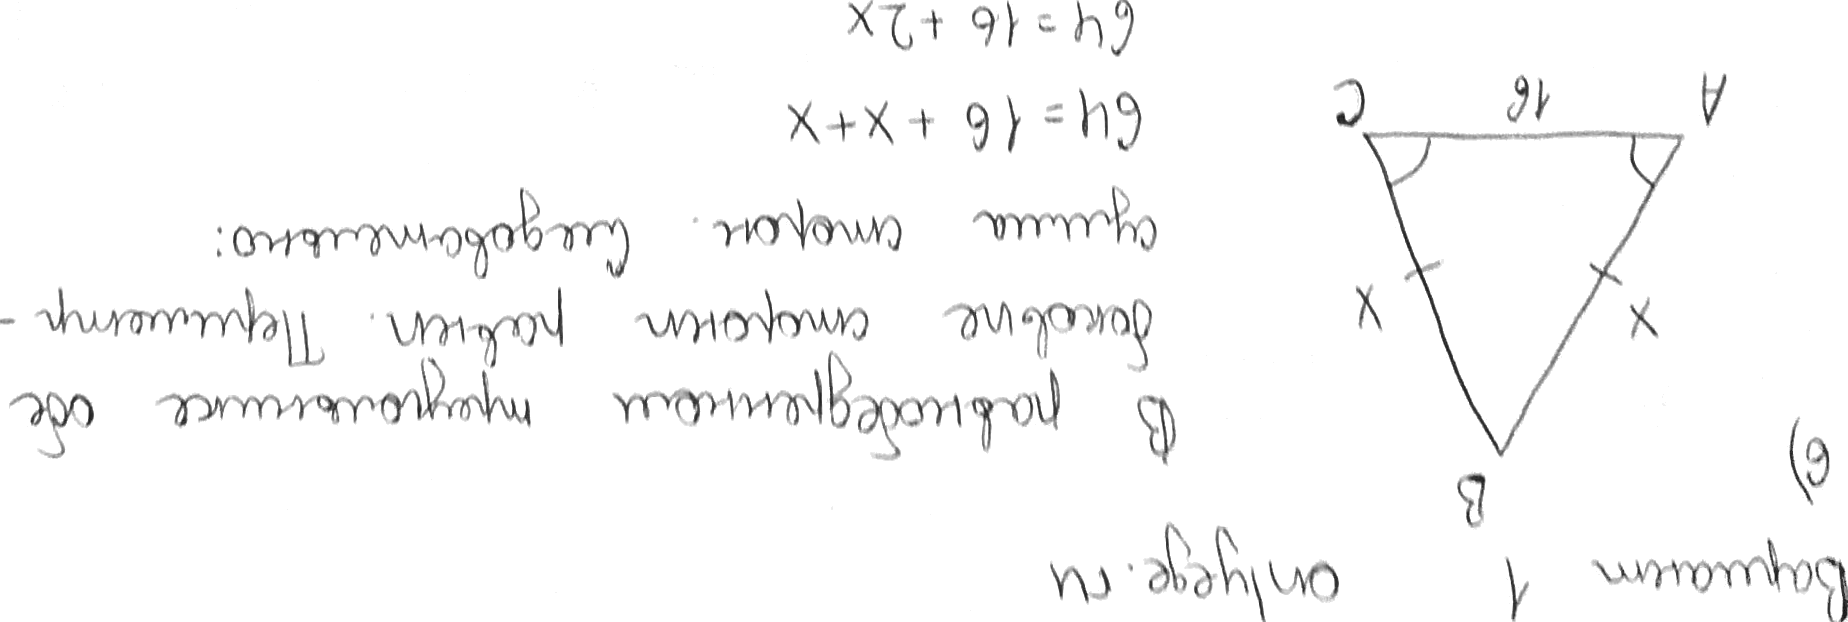 Вариант 1 onlyege.ru
6)
B
В равнобедренном треугольнике обе
боковые стороны равны. Периметр -
x x
сумма сторон. Следовательно:
64 = 16 + x + x
A 16 C
64 = 16 + 2x